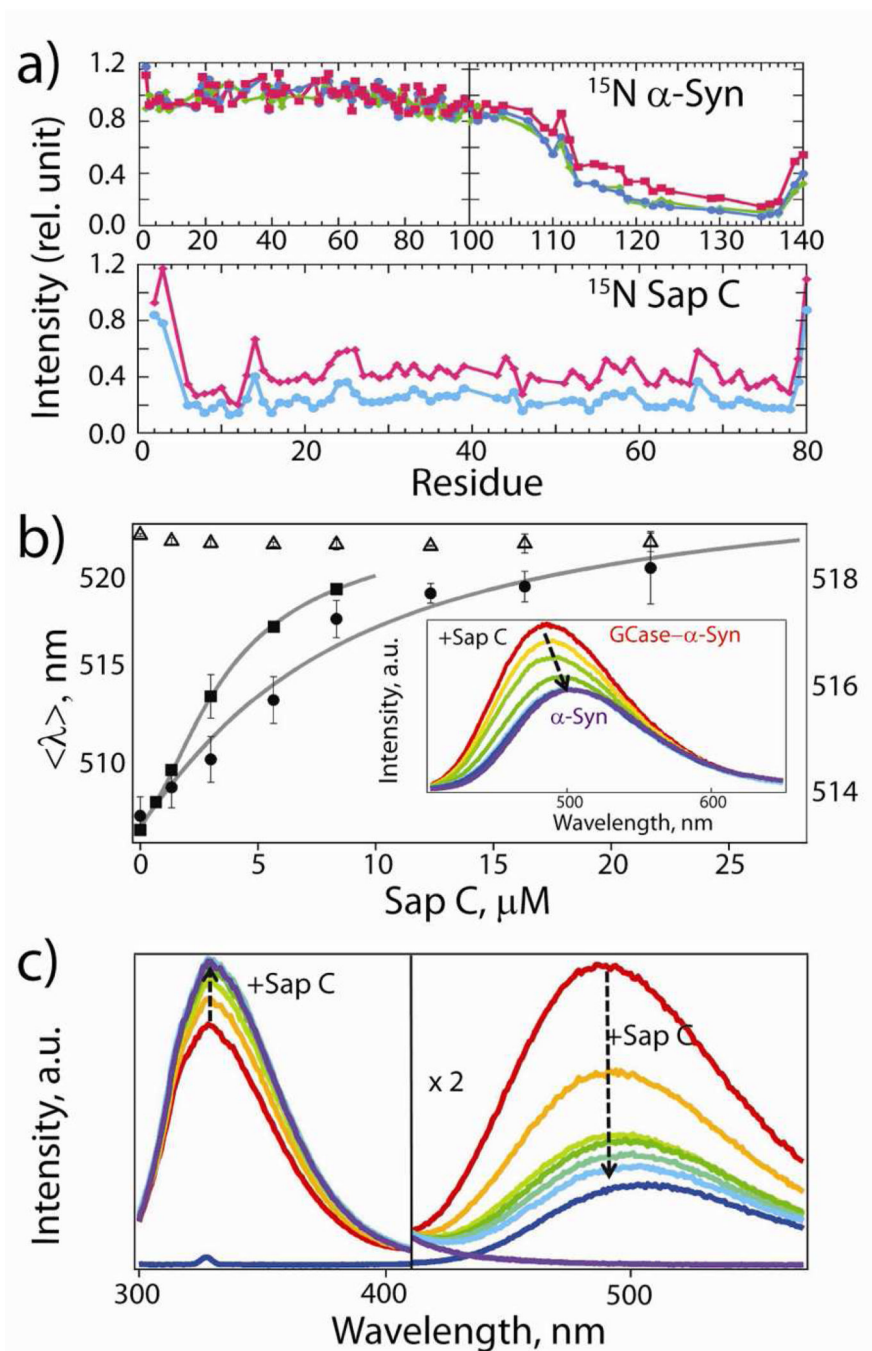 a)
Intensity (rel. unit)
1.2
0.8
0.4
0.0
¹⁵N α-Syn
0 20 40 60 80 100 110 120 130 140
1.2
0.8
0.4
0.0
¹⁵N Sap C
0 20 40 60 80
Residue
b)
<λ>, nm
520
515
510
518
516
514
+Sap C
GCase–α-Syn
α-Syn
Intensity, a.u.
500 600
Wavelength, nm
0 5 10 15 20 25
Sap C, μM
c)
Intensity, a.u.
+Sap C
x 2
+Sap C
300 400 500
Wavelength, nm